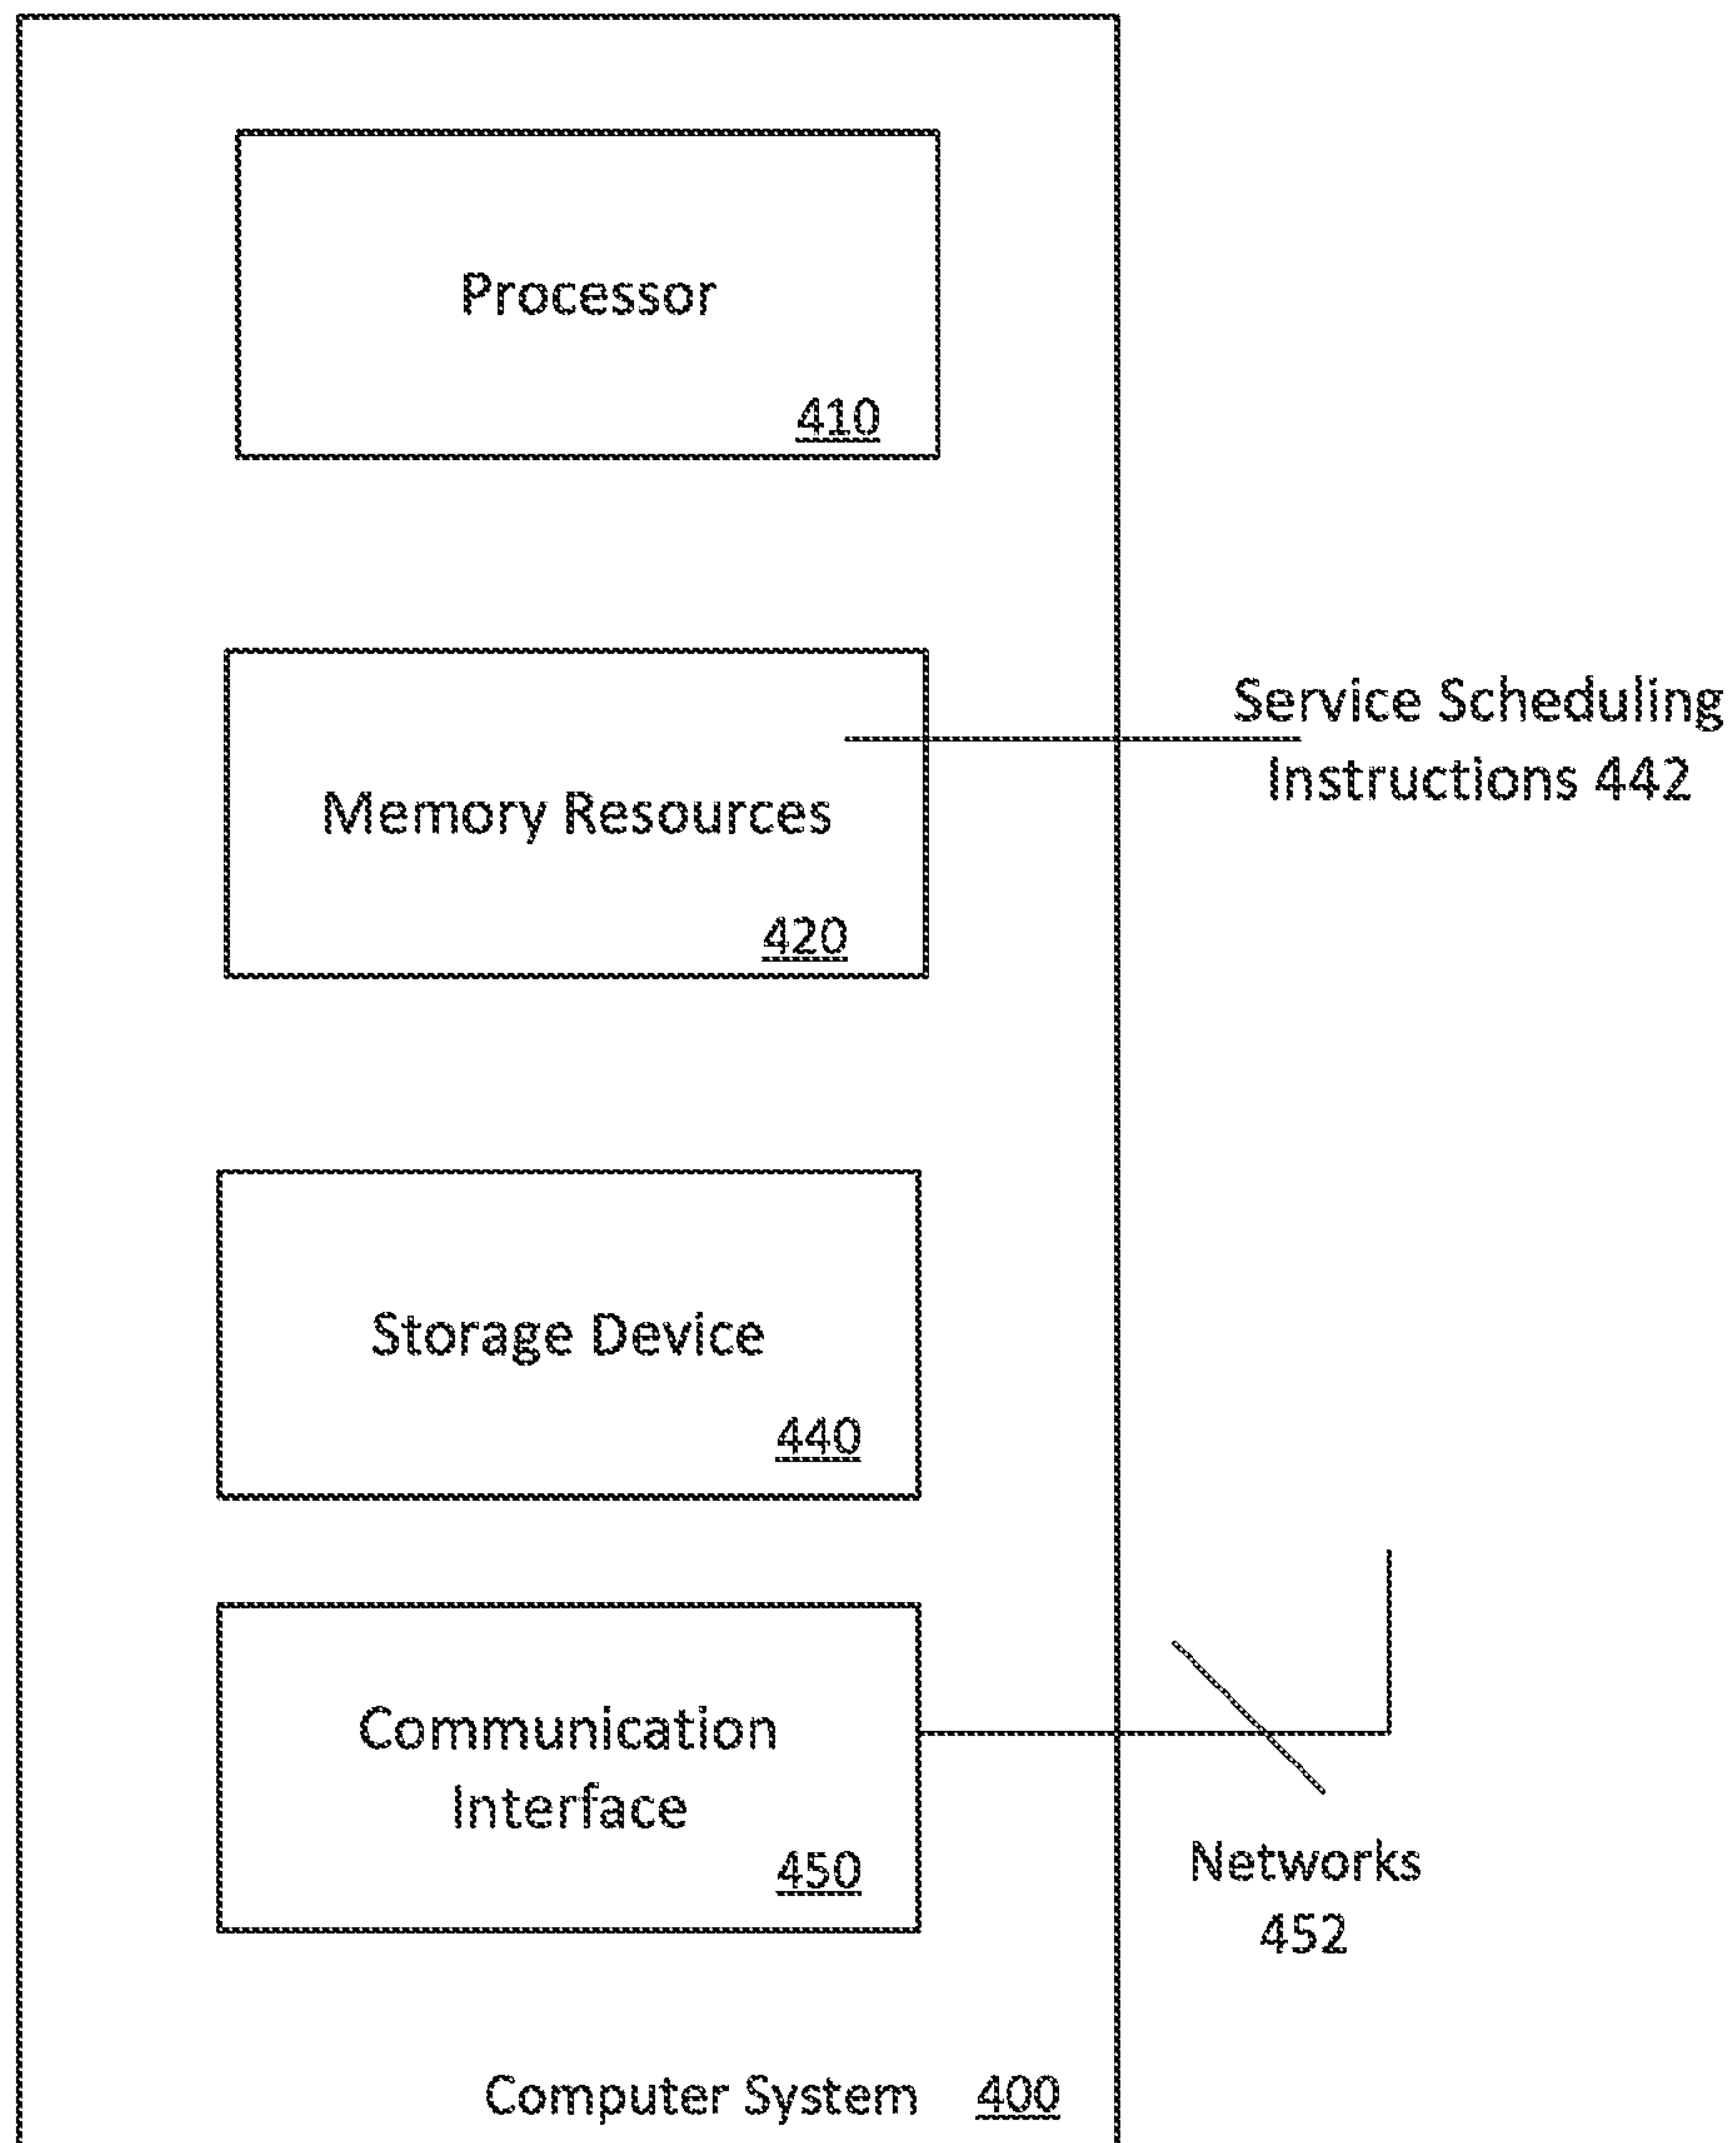 Processor
410
Service Scheduling
Instructions 442
Memory Resources
420
Storage Device
440
Communication
Interface
450
Networks
452
Computer System 400